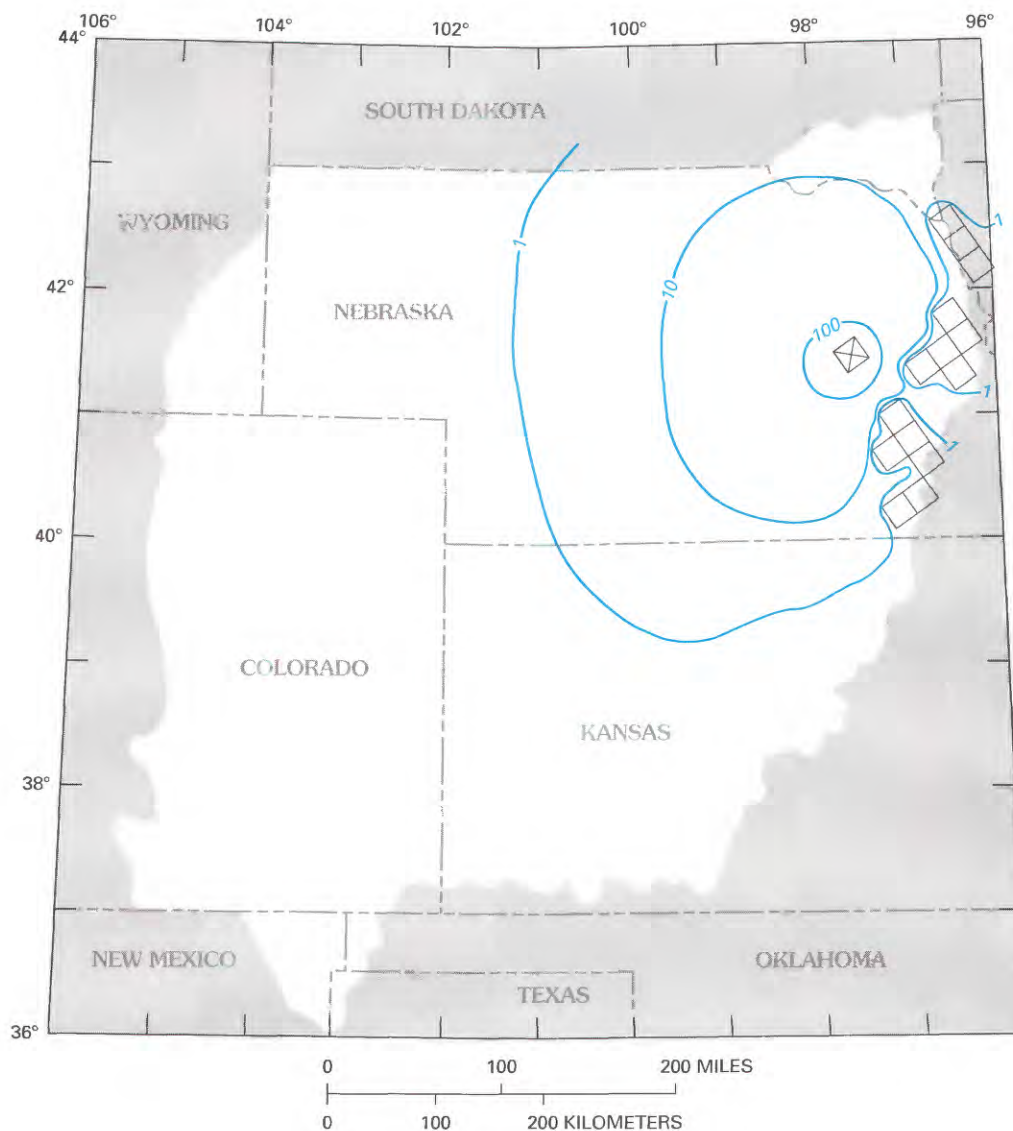 106°
104°
102°
100°
98°
96°
44°
SOUTH DAKOTA
WYOMING
1
1
42°
10
NEBRASKA
100
1
1
40°
COLORADO
KANSAS
38°
NEW MEXICO
OKLAHOMA
TEXAS
36°
0 100 200 MILES
0 100 200 KILOMETERS